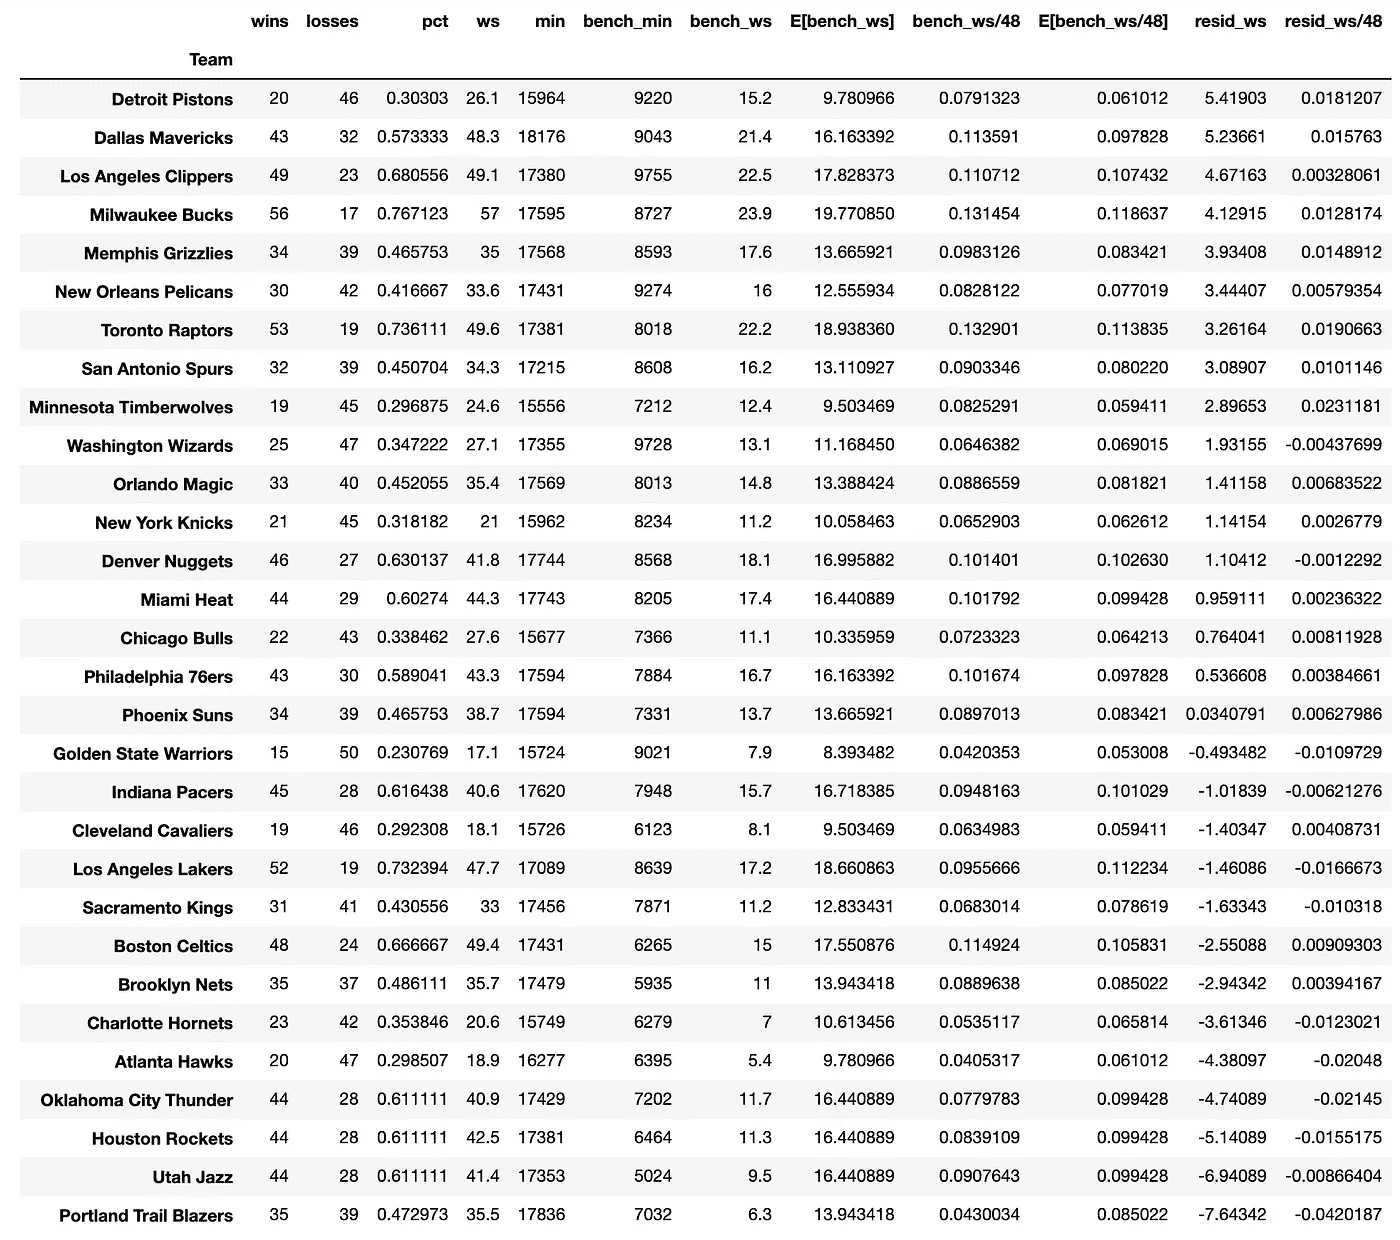 wins losses pct ws min bench_min bench_ws E[bench_ws] bench_ws/48 E[bench_ws/48] resid_ws resid_ws/48
Team
Detroit Pistons 20 46 0.30303 26.1 15964 9220 15.2 9.780966 0.0791323 0.061012 5.41903 0.0181207
Dallas Mavericks 43 32 0.573333 48.3 18176 9043 21.4 16.163392 0.113591 0.097828 5.23661 0.015763
Los Angeles Clippers 49 23 0.680556 49.1 17380 9755 22.5 17.828373 0.110712 0.107432 4.67163 0.00328061
Milwaukee Bucks 56 17 0.767123 57 17595 8727 23.9 19.770850 0.131454 0.118637 4.12915 0.0128174
Memphis Grizzlies 34 39 0.465753 35 17568 8593 17.6 13.665921 0.0983126 0.083421 3.93408 0.0148912
New Orleans Pelicans 30 42 0.416667 33.6 17431 9274 16 12.555934 0.0828122 0.077019 3.44407 0.00579354
Toronto Raptors 53 19 0.736111 49.6 17381 8018 22.2 18.938360 0.132901 0.113835 3.26164 0.0190663
San Antonio Spurs 32 39 0.450704 34.3 17215 8608 16.2 13.110927 0.0903346 0.080220 3.08907 0.0101146
Minnesota Timberwolves 19 45 0.296875 24.6 15556 7212 12.4 9.503469 0.0825291 0.059411 2.89653 0.0231181
Washington Wizards 25 47 0.347222 27.1 17355 9728 13.1 11.168450 0.0646382 0.069015 1.93155 -0.00437699
Orlando Magic 33 40 0.452055 35.4 17569 8013 14.8 13.388424 0.0886559 0.081821 1.41158 0.00683522
New York Knicks 21 45 0.318182 21 15962 8234 11.2 10.058463 0.0652903 0.062612 1.14154 0.0026779
Denver Nuggets 46 27 0.630137 41.8 17744 8568 18.1 16.995882 0.101401 0.102630 1.10412 -0.0012292
Miami Heat 44 29 0.60274 44.3 17743 8205 17.4 16.440889 0.101792 0.099428 0.959111 0.00236322
Chicago Bulls 22 43 0.338462 27.6 15677 7366 11.1 10.335959 0.0723323 0.064213 0.764041 0.00811928
Philadelphia 76ers 43 30 0.589041 43.3 17594 7884 16.7 16.163392 0.101674 0.097828 0.536608 0.00384661
Phoenix Suns 34 39 0.465753 38.7 17594 7331 13.7 13.665921 0.0897013 0.083421 0.0340791 0.00627986
Golden State Warriors 15 50 0.230769 17.1 15724 9021 7.9 8.393482 0.0420353 0.053008 -0.493482 -0.0109729
Indiana Pacers 45 28 0.616438 40.6 17620 7948 15.7 16.718385 0.0948163 0.101029 -1.01839 -0.00621276
Cleveland Cavaliers 19 46 0.292308 18.1 15726 6123 8.1 9.503469 0.0634983 0.059411 -1.40347 0.00408731
Los Angeles Lakers 52 19 0.732394 47.7 17089 8639 17.2 18.660863 0.0955666 0.112234 -1.46086 -0.0166673
Sacramento Kings 31 41 0.430556 33 17456 7871 11.2 12.833431 0.0683014 0.078619 -1.63343 -0.010318
Boston Celtics 48 24 0.666667 49.4 17431 6265 15 17.550876 0.114924 0.105831 -2.55088 0.00909303
Brooklyn Nets 35 37 0.486111 35.7 17479 5935 11 13.943418 0.0889638 0.085022 -2.94342 0.00394167
Charlotte Hornets 23 42 0.353846 20.6 15749 6279 7 10.613456 0.0535117 0.065814 -3.61346 -0.0123021
Atlanta Hawks 20 47 0.298507 18.9 16277 6395 5.4 9.780966 0.0405317 0.061012 -4.38097 -0.02048
Oklahoma City Thunder 44 28 0.611111 40.9 17429 7202 11.7 16.440889 0.0779783 0.099428 -4.74089 -0.02145
Houston Rockets 44 28 0.611111 42.5 17381 6464 11.3 16.440889 0.0839109 0.099428 -5.14089 -0.0155175
Utah Jazz 44 28 0.611111 41.4 17353 5024 9.5 16.440889 0.0907643 0.099428 -6.94089 -0.00866404
Portland Trail Blazers 35 39 0.472973 35.5 17836 7032 6.3 13.943418 0.0430034 0.085022 -7.64342 -0.0420187